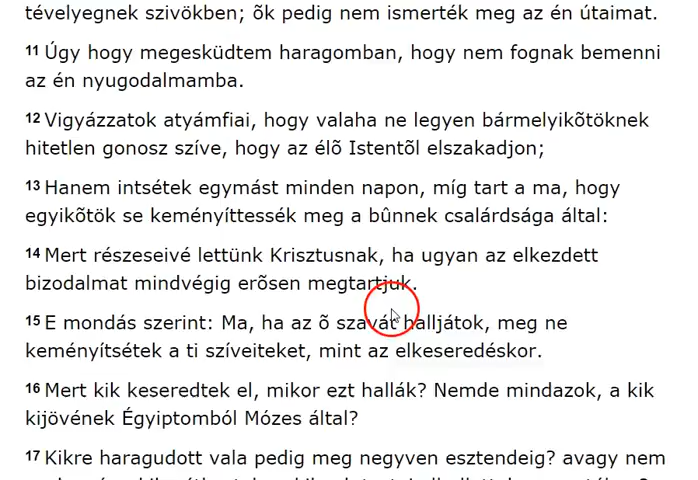 tévelyegnek szivökben; õk pedig nem ismerték meg az én útaimat.
11 Úgy hogy megesküdtem haragomban, hogy nem fognak bemenni
az én nyugodalmamba.
12 Vigyázzatok atyámfiai, hogy valaha ne legyen bármelyikõtöknek
hitetlen gonosz szíve, hogy az élõ Istentõl elszakadjon;
13 Hanem intsétek egymást minden napon, míg tart a ma, hogy
egyikõtök se keményíttessék meg a bûnnek csalárdsága által:
14 Mert részeseivé lettünk Krisztusnak, ha ugyan az elkezdett
bizodalmat mindvégig erõsen megtartjuk.
15 E mondás szerint: Ma, ha az õ szavát halljátok, meg ne
keményítsétek a ti szíveiteket, mint az elkeseredéskor.
16 Mert kik keseredtek el, mikor ezt hallák? Nemde mindazok, a kik
kijövének Égyiptomból Mózes által?
17 Kikre haragudott vala pedig meg negyven esztendeig? avagy nem